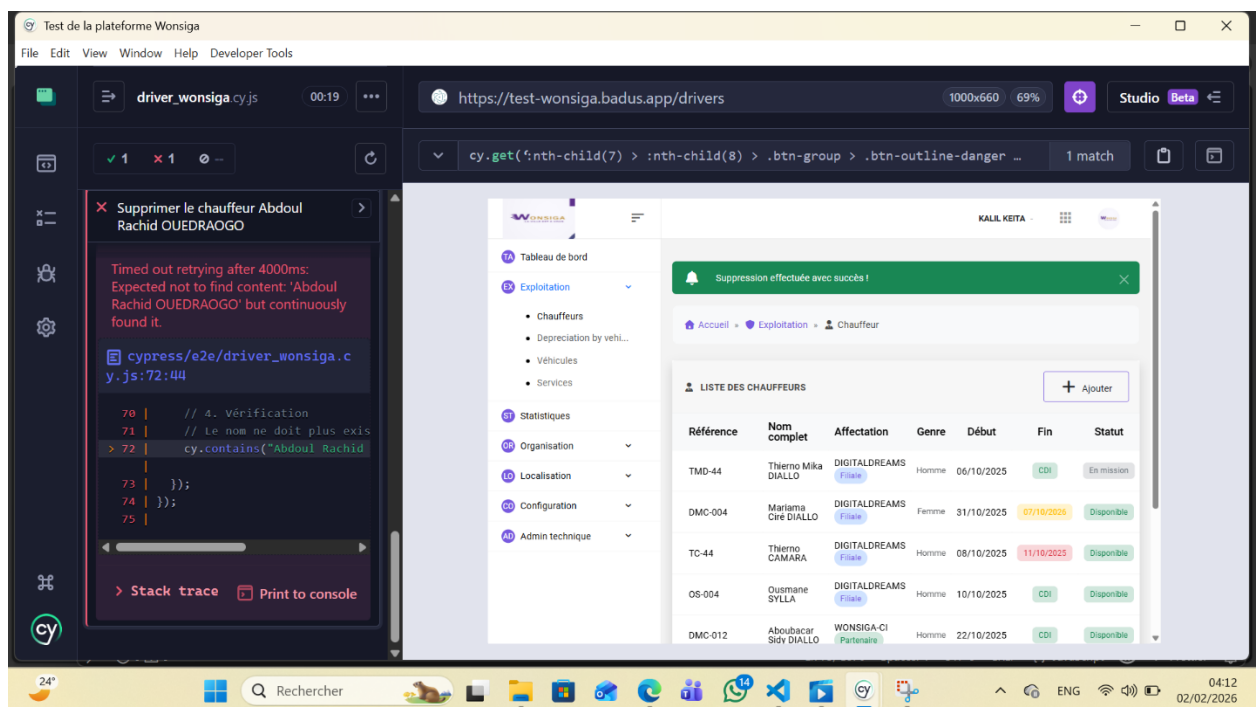 Test de la plateforme Wonsiga
File Edit View Window Help Developer Tools
driver_wonsiga.cy.js 00:19
https://test-wonsiga.badus.app/drivers 1000x660 69% Studio Beta
1 1 --
cy.get(':nth-child(7) > :nth-child(8) > .btn-group > .btn-outline-danger … 1 match
Supprimer le chauffeur Abdoul
Rachid OUEDRAOGO
Timed out retrying after 4000ms:
Expected not to find content: 'Abdoul
Rachid OUEDRAOGO' but continuously
found it.
cypress/e2e/driver_wonsiga.c
y.js:72:44
70 | // 4. Vérification
71 | // Le nom ne doit plus exis
> 72 | cy.contains("Abdoul Rachid
|
73 | });
74 | });
75 |
> Stack trace Print to console
WONSIGA
KALIL KEITA
TA Tableau de bord
EX Exploitation
Chauffeurs
Depreciation by vehi...
Véhicules
Services
ST Statistiques
OR Organisation
LO Localisation
CO Configuration
AD Admin technique
Suppression effectuée avec succès !
Accueil Exploitation Chauffeur
LISTE DES CHAUFFEURS + Ajouter
Référence Nom complet Affectation Genre Début Fin Statut
TMD-44 Thierno Mika DIALLO DIGITALDREAMS Filiale Homme 06/10/2025 CDI En mission
DMC-004 Mariama Ciré DIALLO DIGITALDREAMS Filiale Femme 31/10/2025 07/10/2026 Disponible
TC-44 Thierno CAMARA DIGITALDREAMS Filiale Homme 08/10/2025 11/10/2025 Disponible
OS-004 Ousmane SYLLA DIGITALDREAMS Filiale Homme 10/10/2025 CDI Disponible
DMC-012 Aboubacar Sidy DIALLO WONSIGA-CI Partenaire Homme 22/10/2025 CDI Disponible
cy
24°
Rechercher
14
cy
ENG
04:12
02/02/2026